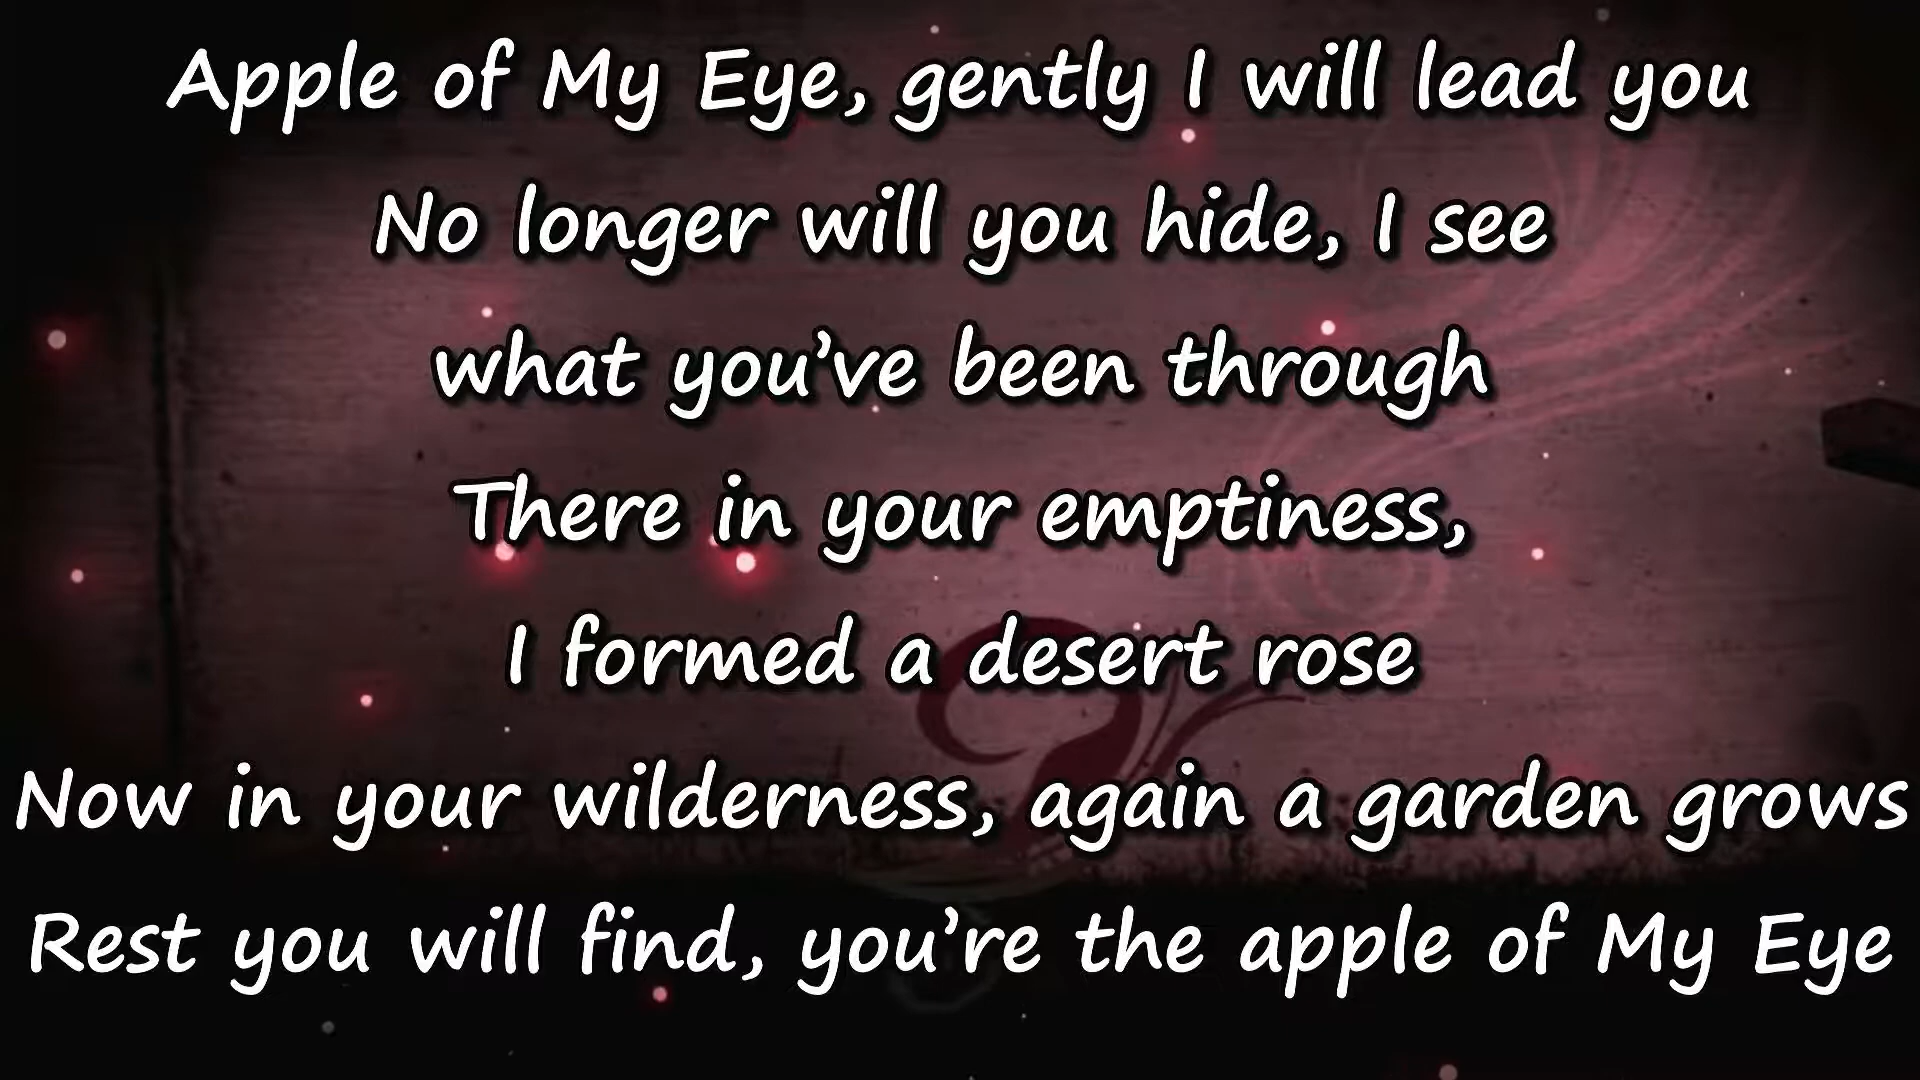 Apple of My Eye, gently I will lead you
No longer will you hide, I see
what you’ve been through
There in your emptiness,
I formed a desert rose
Now in your wilderness, again a garden grows
Rest you will find, you’re the apple of My Eye